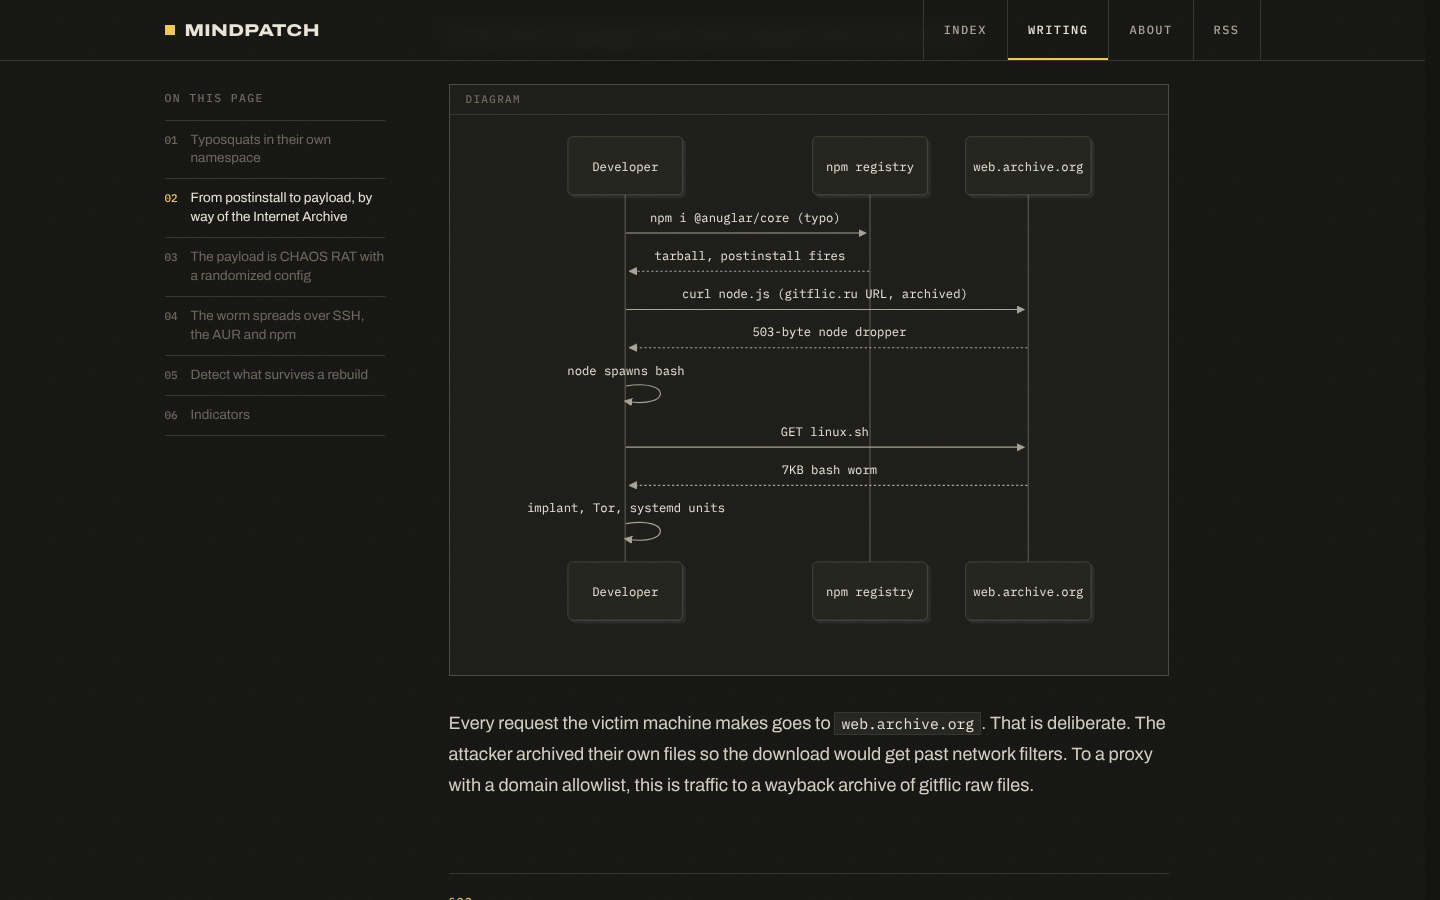 MINDPATCH
INDEX
WRITING
ABOUT
RSS
ON THIS PAGE
01 Typosquats in their own
namespace
02 From postinstall to payload, by
way of the Internet Archive
03 The payload is CHAOS RAT with
a randomized config
04 The worm spreads over SSH,
the AUR and npm
05 Detect what survives a rebuild
06 Indicators
DIAGRAM
Developer
npm registry
web.archive.org
npm i @anuglar/core (typo)
tarball, postinstall fires
curl node.js (gitflic.ru URL, archived)
503-byte node dropper
node spawns bash
GET linux.sh
7KB bash worm
implant, Tor, systemd units
Developer
npm registry
web.archive.org
Every request the victim machine makes goes to web.archive.org. That is deliberate. The
attacker archived their own files so the download would get past network filters. To a proxy
with a domain allowlist, this is traffic to a wayback archive of gitflic raw files.